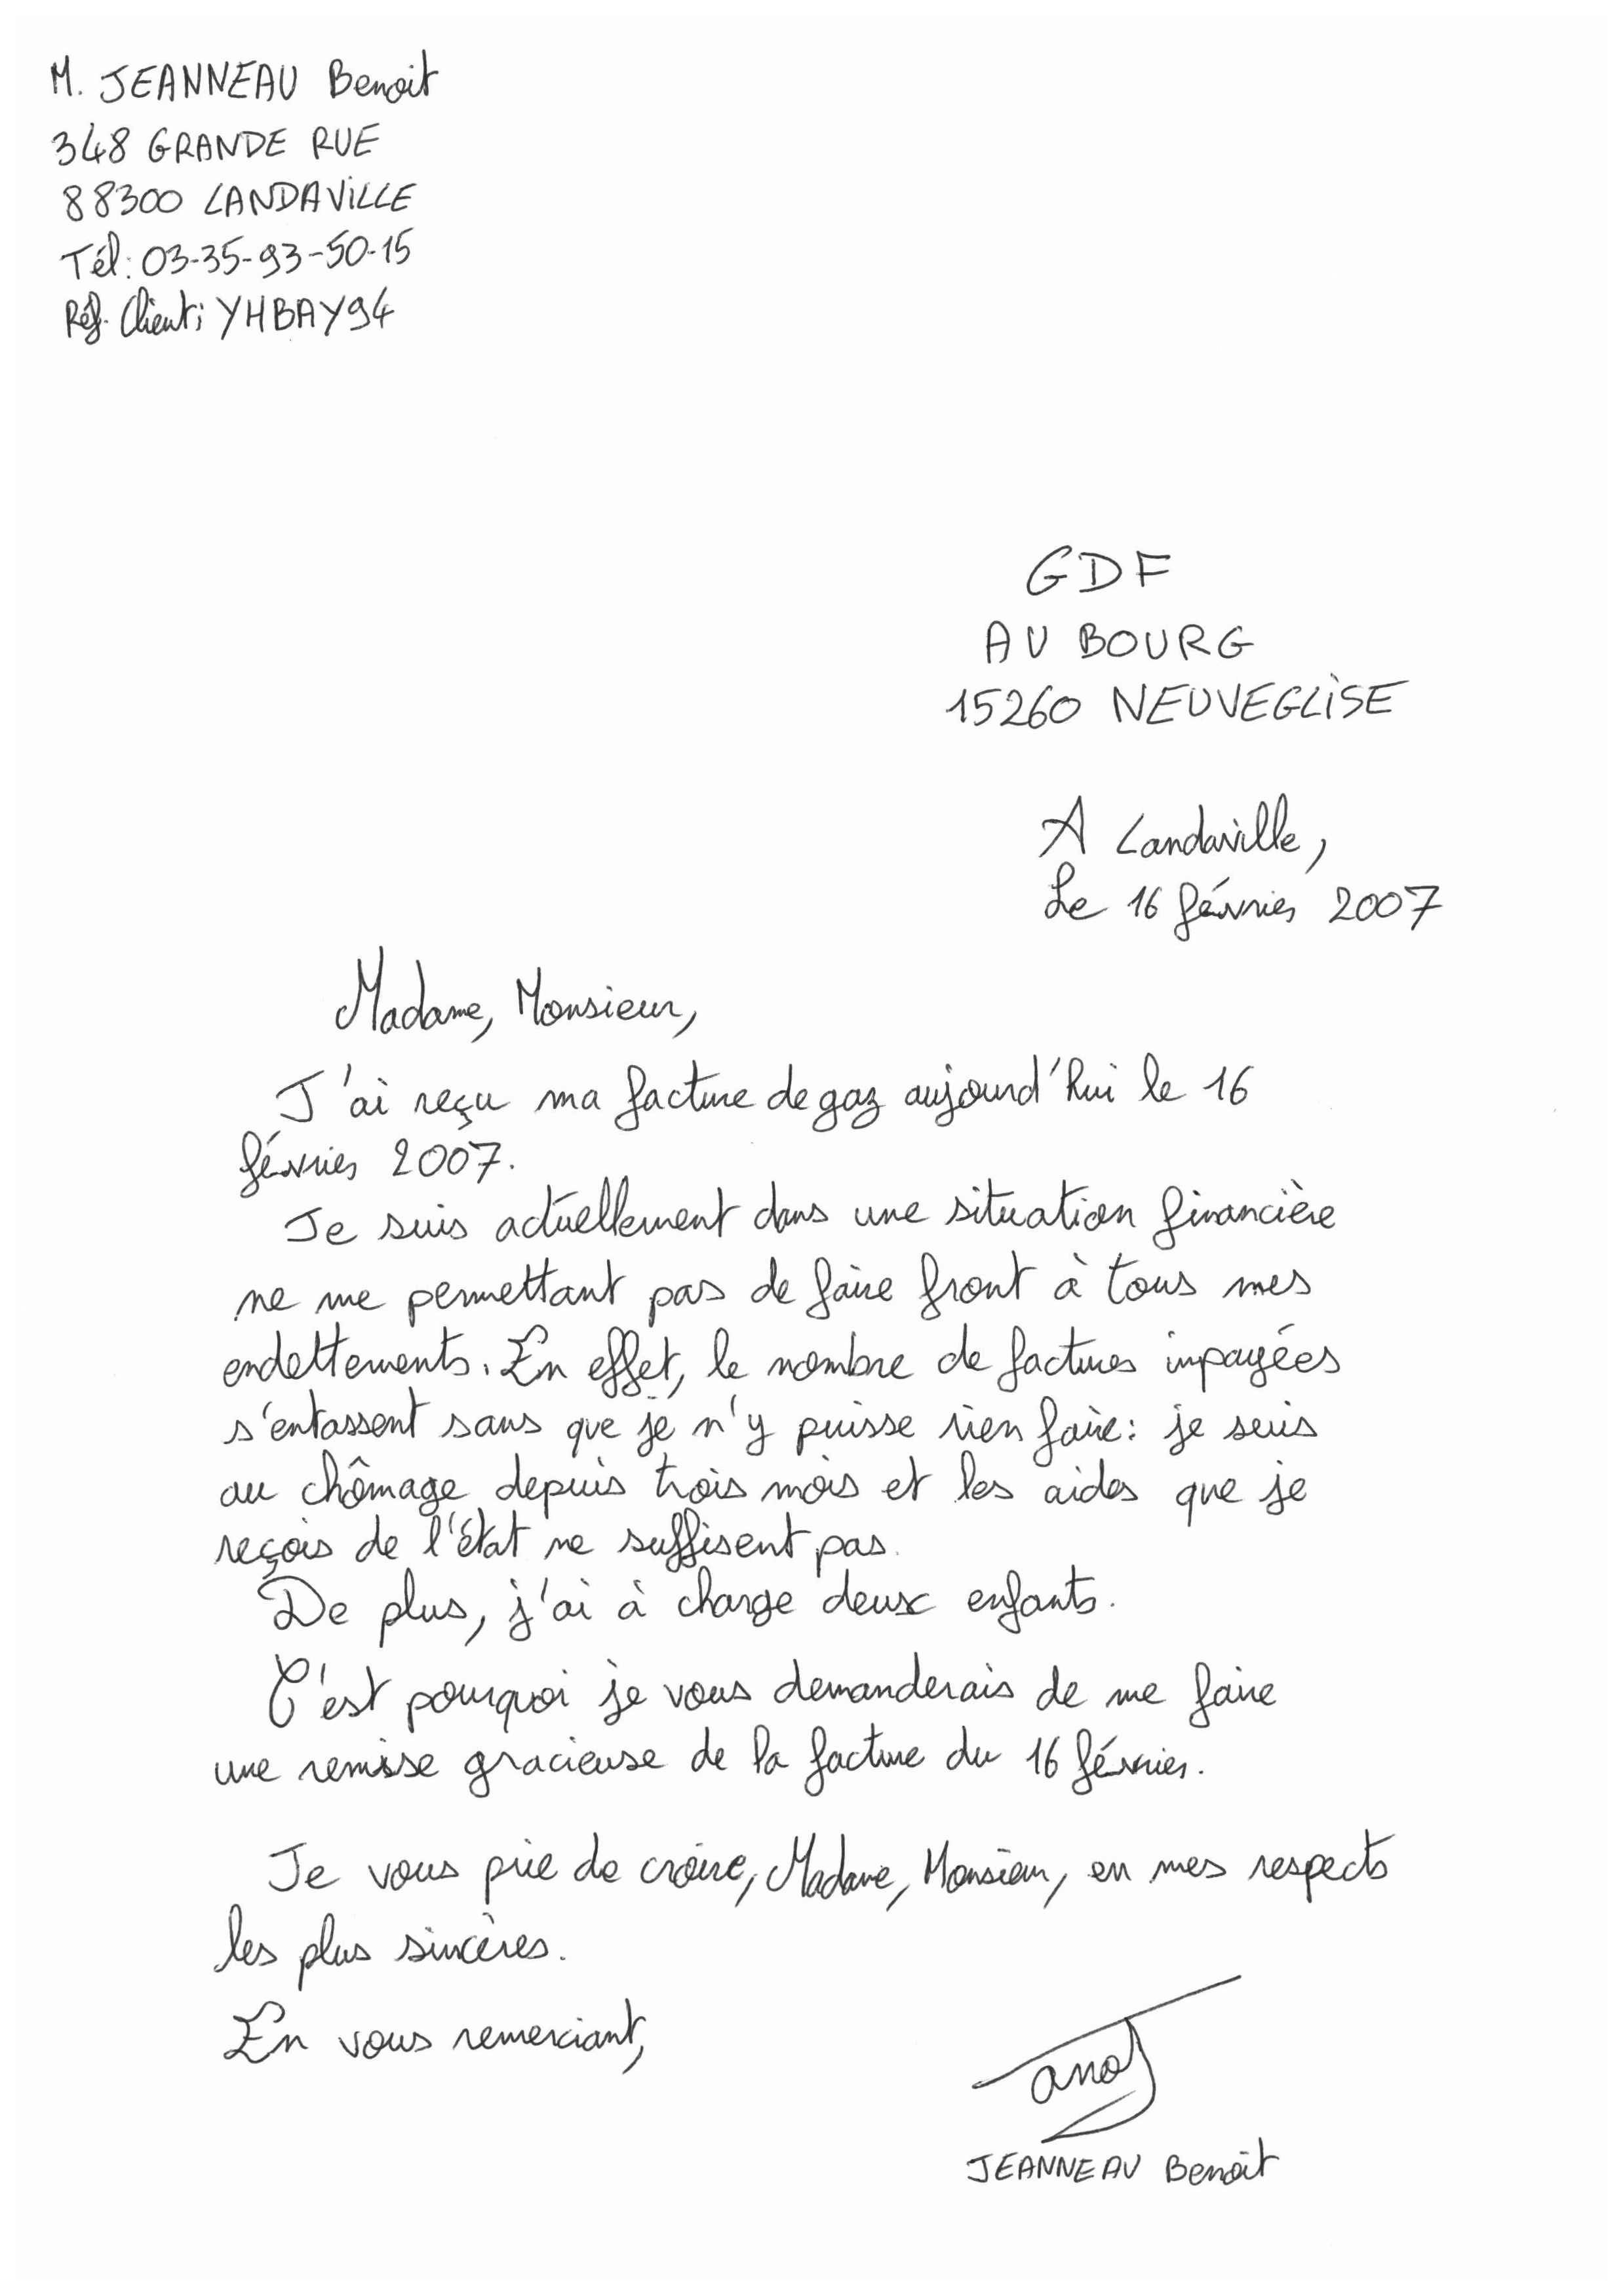 M. JEANNEAU Benoit
348 GRANDE RUE
88300 LANDAVILLE
Tél: 03-35-93-50-15
Réf. Client: YHBAY94
GDF
AU BOURG
15260 NEUVEGLISE
A Landaville,
Le 16 février 2007
Madame, Monsieur,
J'ai reçu ma facture de gaz aujourd'hui le 16
février 2007.
Je suis actuellement dans une situation financière
ne me permettant pas de faire front à tous mes
endettements. En effet, le nombre de factures impayées
s'entassent sans que je n'y puisse rien faire: je suis
au chômage depuis trois mois et les aides que je
reçois de l'état ne suffisent pas.
De plus, j'ai à charge deux enfants.
C'est pourquoi je vous demanderais de me faire
une remise gracieuse de la facture du 16 février.
Je vous prie de croire, Madame, Monsieur, en mes respects
les plus sincères.
En vous remerciant,
JEANNEAU Benoit